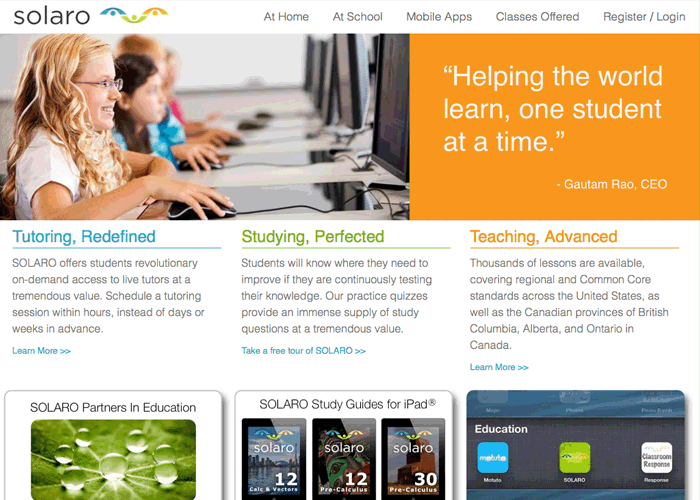 solaro
At Home
At School
Mobile Apps
Classes Offered
Register / Login
“Helping the world
learn, one student
at a time.”
- Gautam Rao, CEO
Tutoring, Redefined
SOLARO offers students revolutionary
on-demand access to live tutors at a
tremendous value. Schedule a tutoring
session within hours, instead of days or
weeks in advance.
Learn More >>
Studying, Perfected
Students will know where they need to
improve if they are continuously testing
their knowledge. Our practice quizzes
provide an immense supply of study
questions at a tremendous value.
Take a free tour of SOLARO >>
Teaching, Advanced
Thousands of lessons are available,
covering regional and Common Core
standards across the United States, as
well as the Canadian provinces of British
Columbia, Alberta, and Ontario in
Canada.
Learn More >>
SOLARO Partners In Education
SOLARO Study Guides for iPad®
solaro
12
Calc & Vectors
solaro
12
Pre-Calculus
solaro
30
Pre-Calculus
Maps
Photos
Photo Booth
Education
motuto
Motuto
SOLARO
Classroom
Response
Response